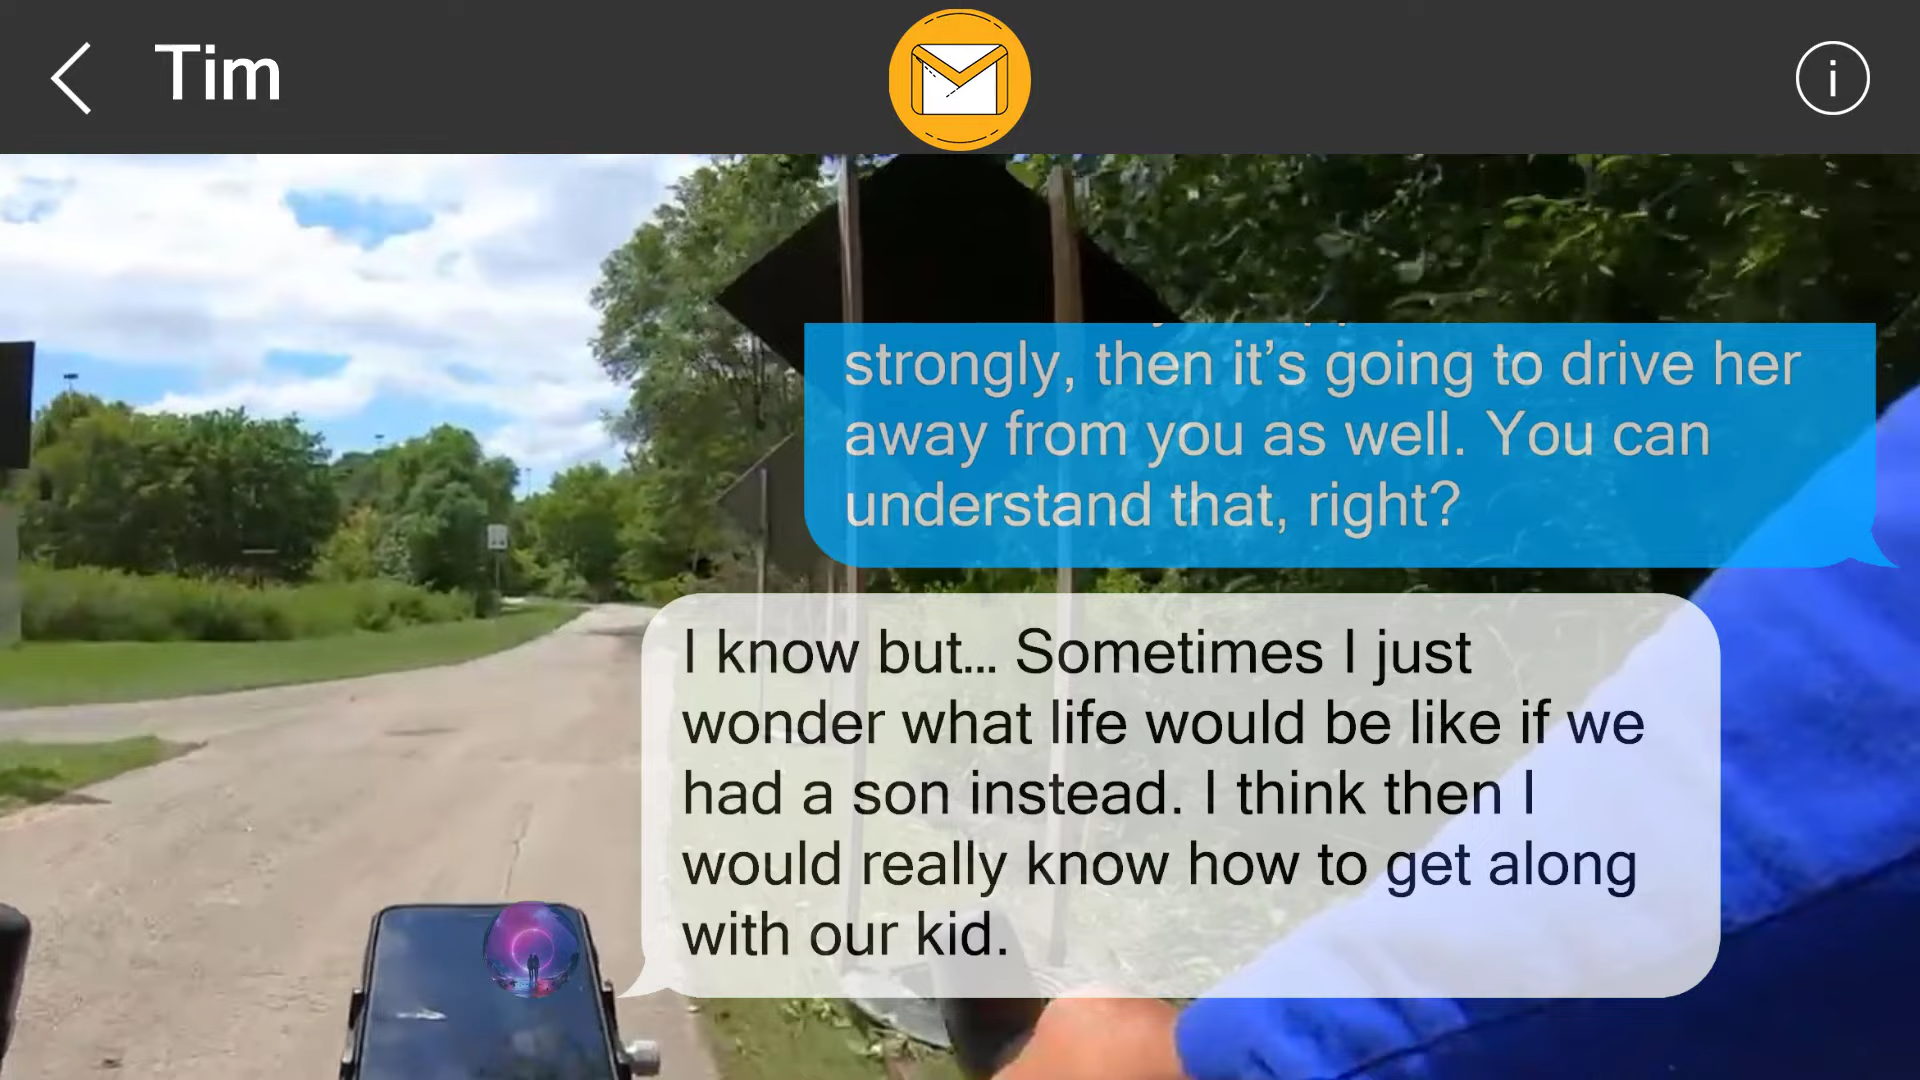 Tim
strongly, then it’s going to drive her
away from you as well. You can
understand that, right?
I know but... Sometimes I just
wonder what life would be like if we
had a son instead. I think then I
would really know how to get along
with our kid.